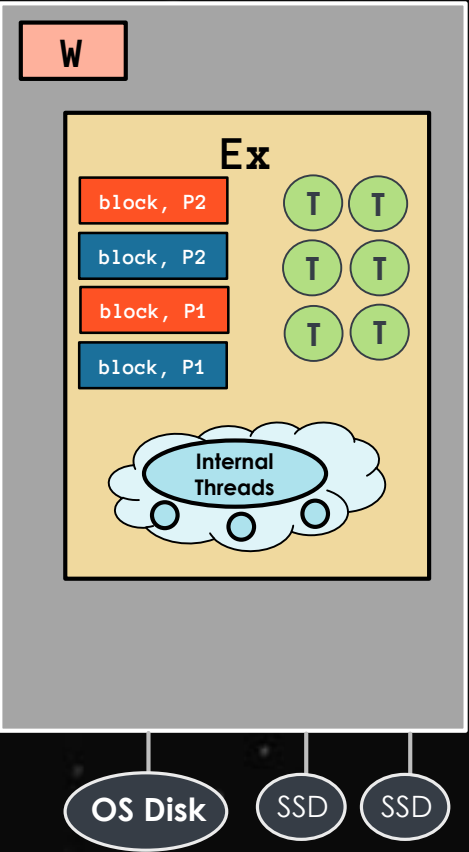 W
Ex
block, P2
block, P2
block, P1
block, P1
T T
T T
T T
Internal
Threads
OS Disk
SSD
SSD